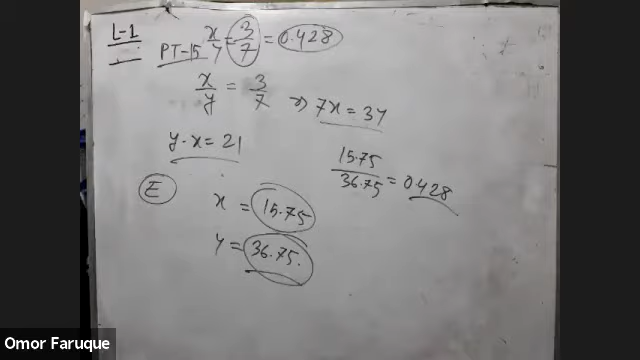 L-1
PT-15 x/y = 3/7 = 0.428
x/y = 3/7 ⇒ 7x = 3y
y-x = 21
15.75/36.75 = 0.428
E
x = 15.75
y = 36.75.
Omor Faruque